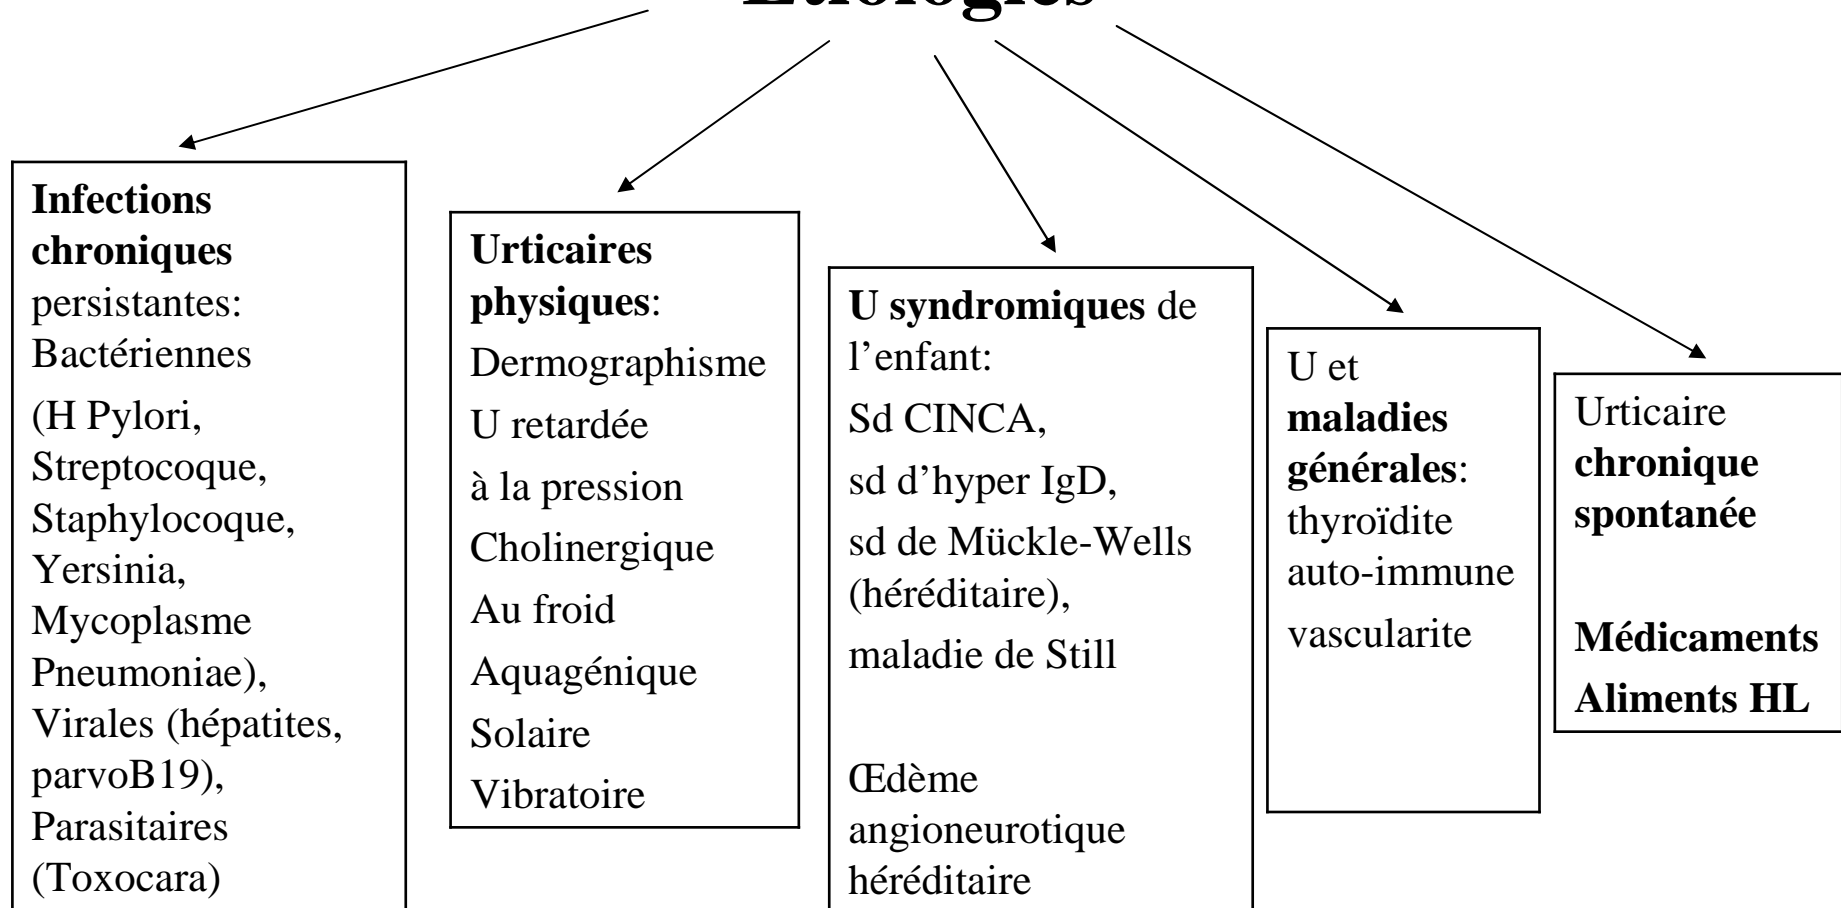 Etiologies
Infections
chroniques
persistantes:
Bactériennes
(H Pylori,
Streptocoque,
Staphylocoque,
Yersinia,
Mycoplasme
Pneumoniae),
Virales (hépatites,
parvoB19),
Parasitaires
(Toxocara)
Urticaires
physiques:
Dermographisme
U retardée
à la pression
Cholinergique
Au froid
Aquagénique
Solaire
Vibratoire
U syndromiques de
l’enfant:
Sd CINCA,
sd d’hyper IgD,
sd de Mückle-Wells
(héréditaire),
maladie de Still
Œdème
angioneurotique
héréditaire
U et
maladies
générales:
thyroïdite
auto-immune
vascularite
Urticaire
chronique
spontanée
Médicaments
Aliments HL